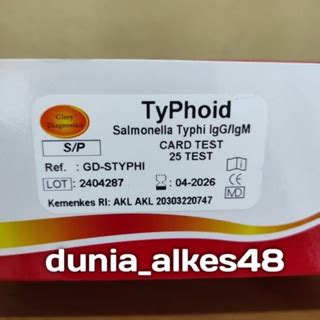 Glory
Diagnostics
TyPhoid
Salmonella Typhi IgG/IgM
S/P
CARD TEST
25 TEST
Ref. : GD-STYPHI
LOT : 2404287
: 04-2026
IVD
Kemenkes RI: AKL AKL 20303220747
dunia_alkes48